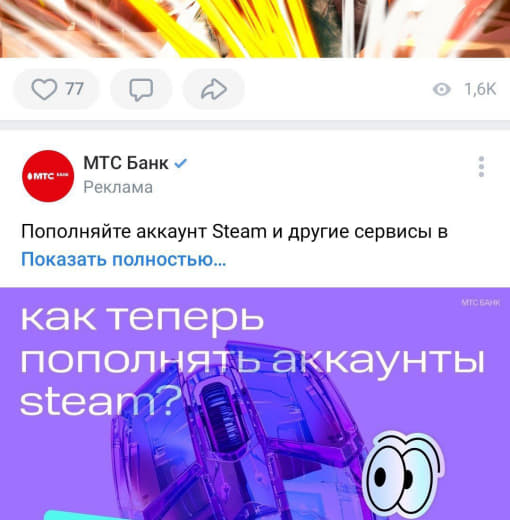 77
1,6K
МТС БАНК
МТС Банк
Реклама
Пополняйте аккаунт Steam и другие сервисы в
Показать полностью...
МТС БАНК
как теперь
пополнять аккаунты
steam?